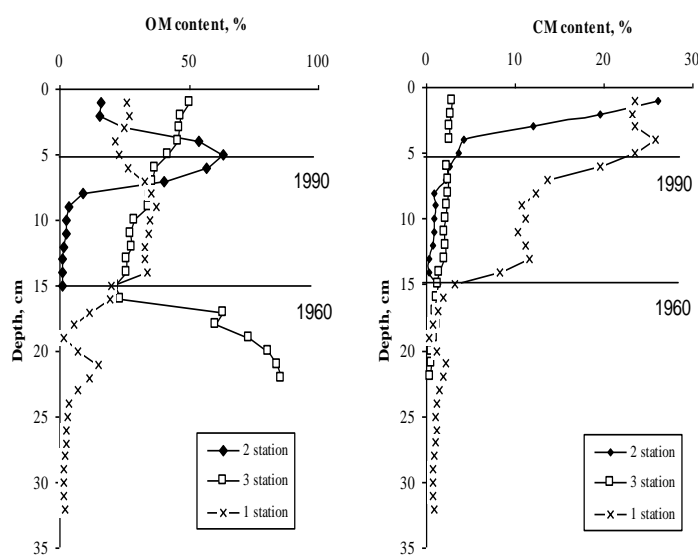 OM content, %
0
50
100
0
5
10
15
20
25
30
35
Depth, cm
1990
1960
2 station
3 station
1 station
CM content, %
0
10
20
30
0
5
10
15
20
25
30
35
Depth, cm
1990
1960
2 station
3 station
1 station